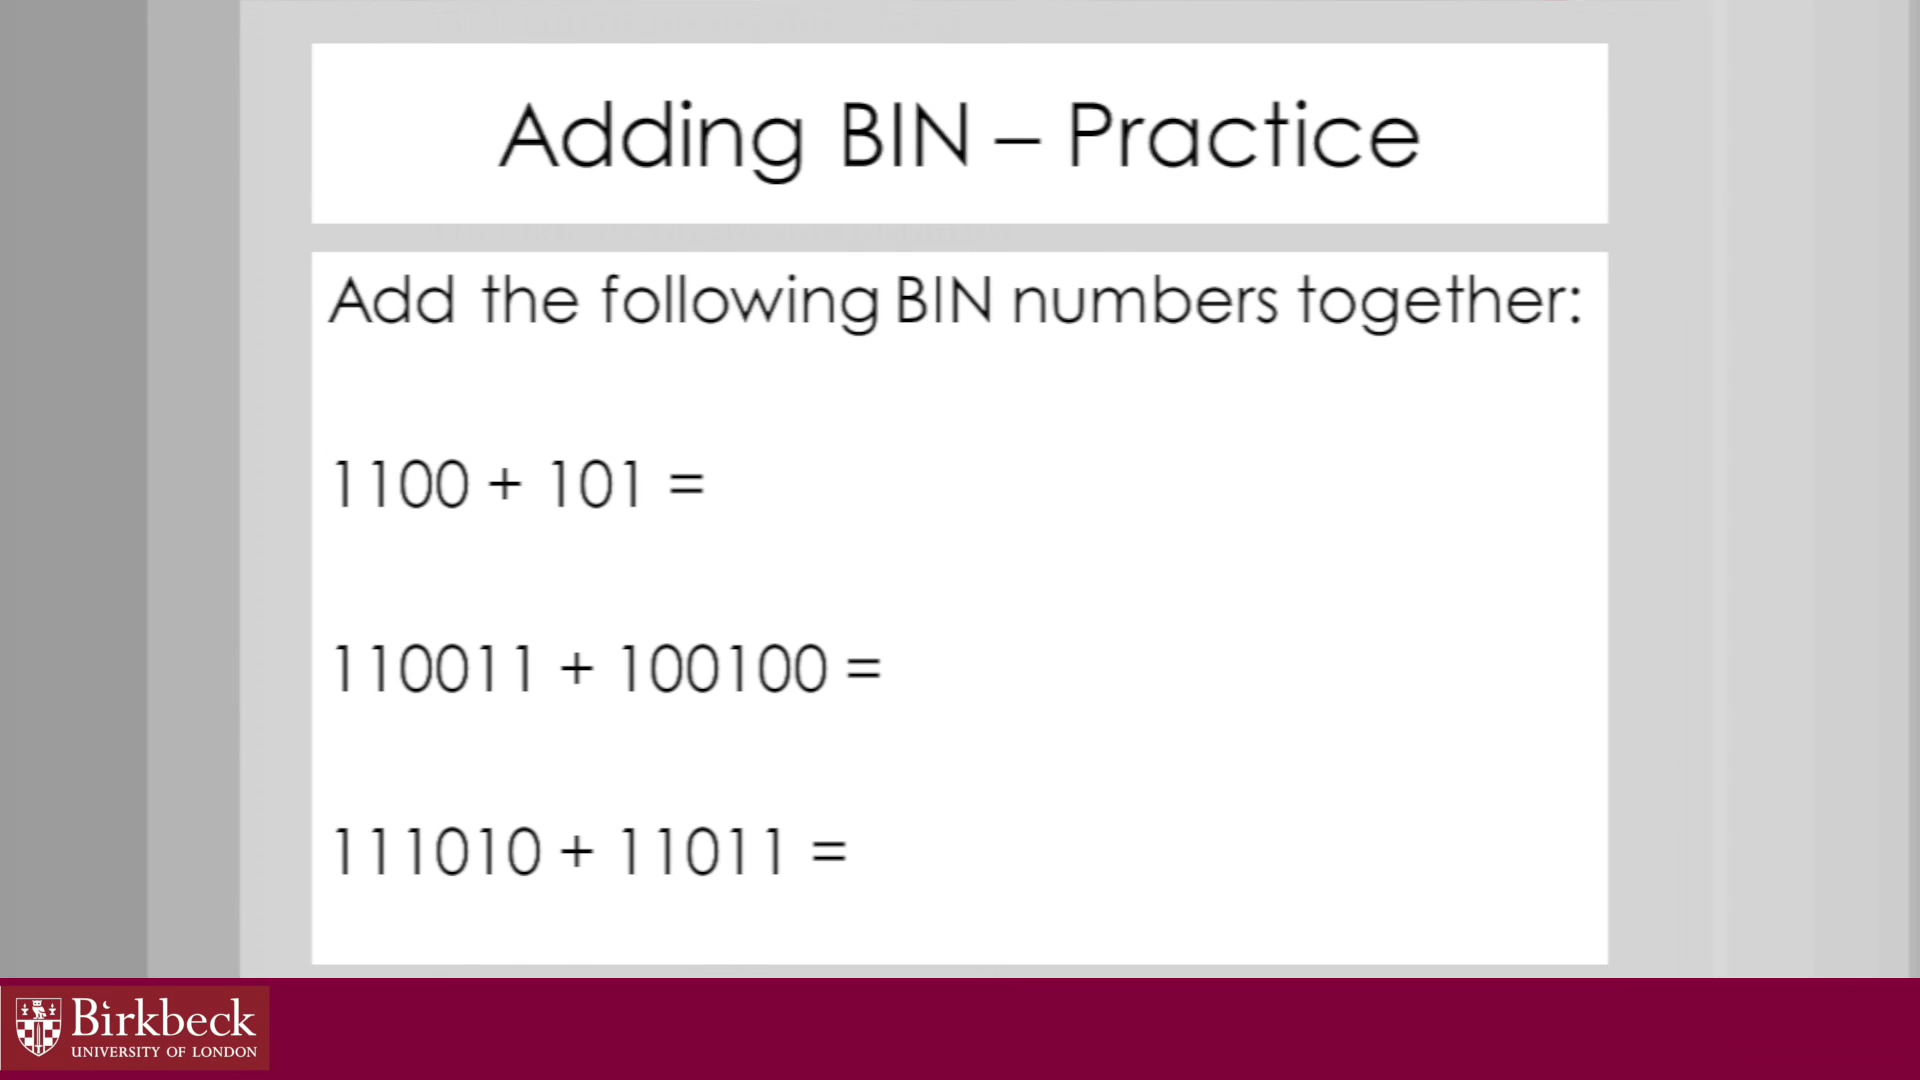 Adding BIN – Practice
Add the following BIN numbers together:
1100 + 101 =
110011 + 100100 =
111010 + 11011 =
Birkbeck
UNIVERSITY OF LONDON